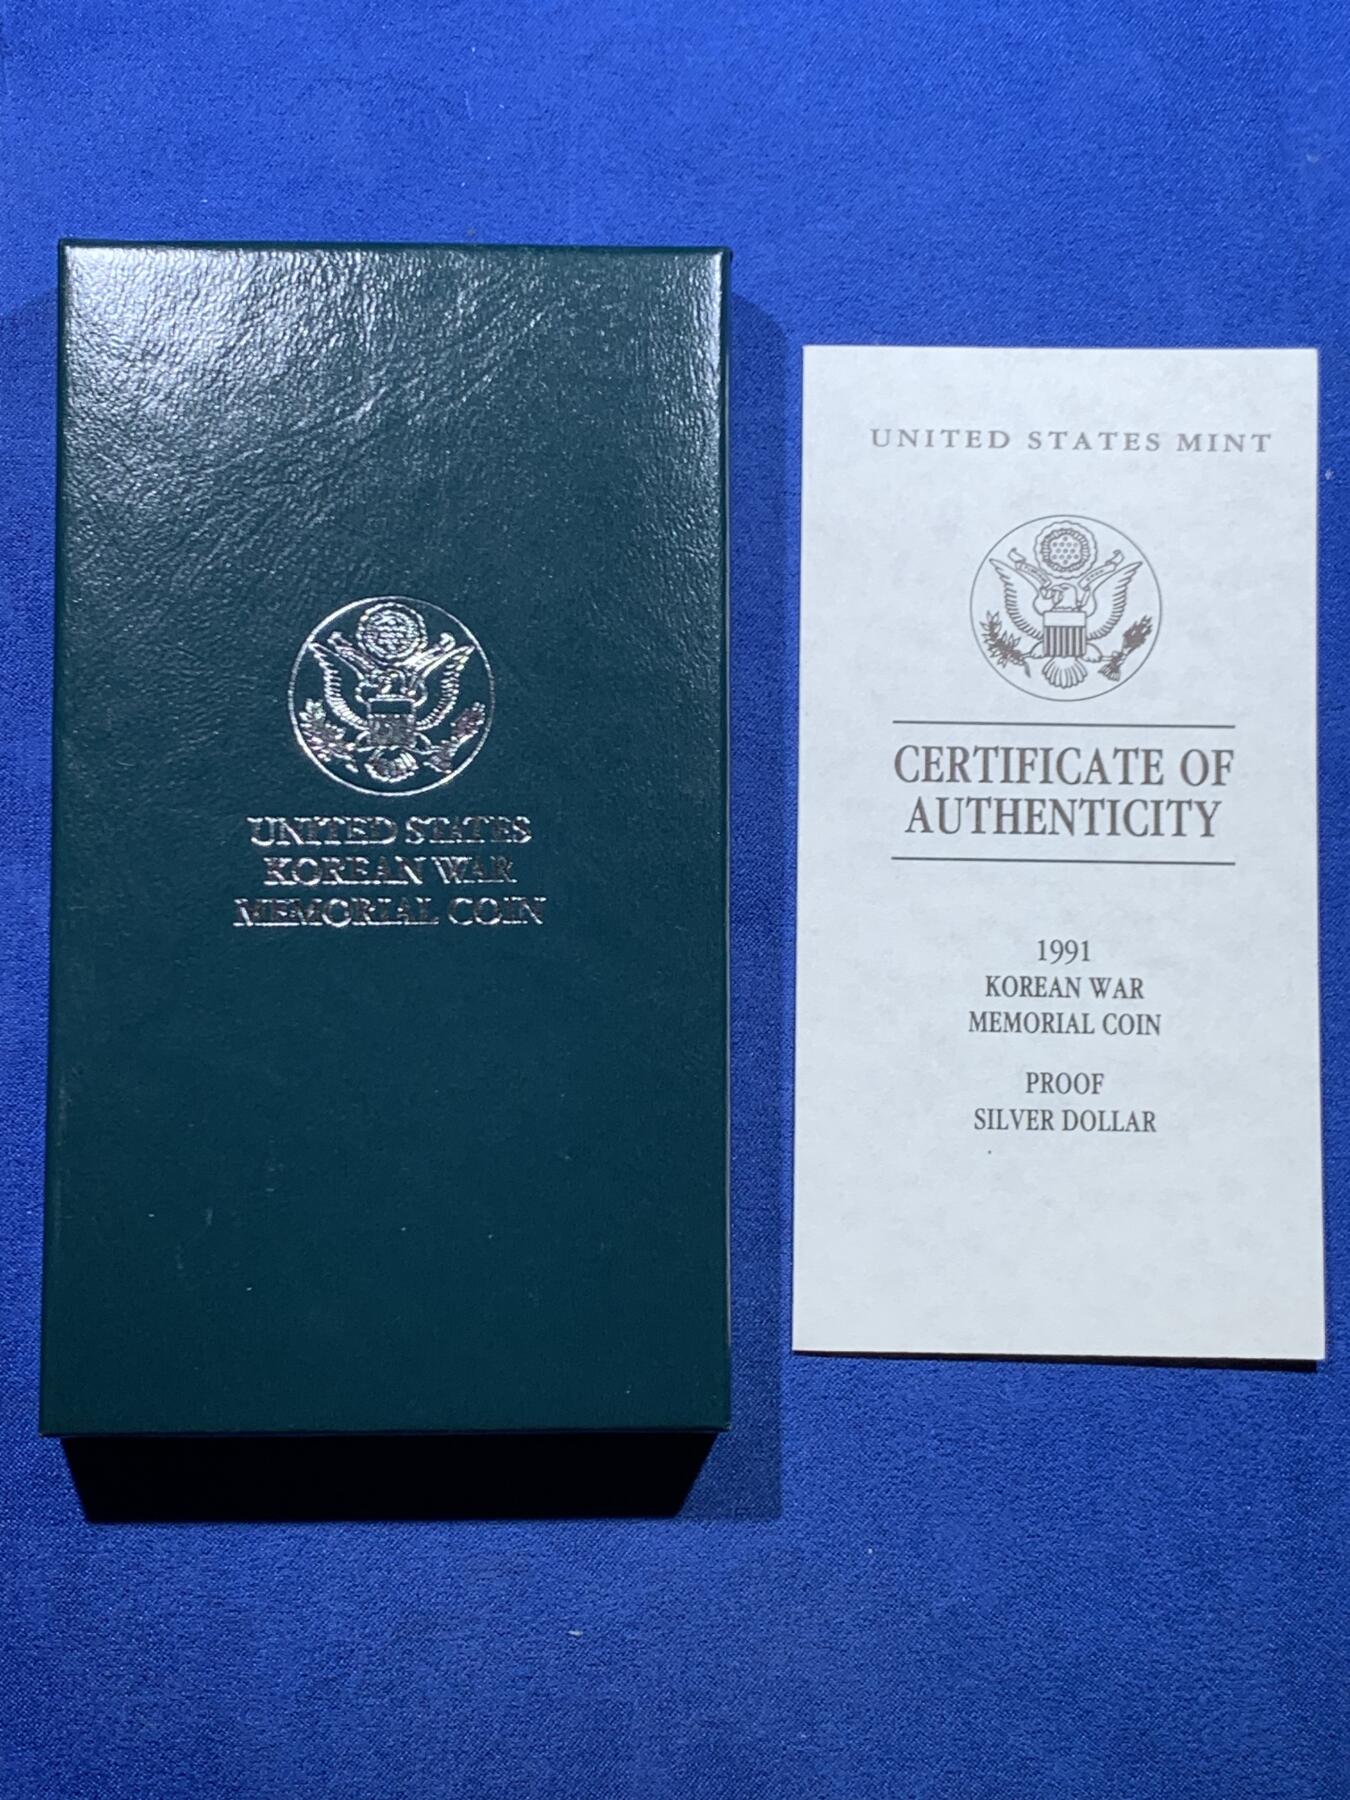 UNITED STATES
KOREAN WAR
MEMORIAL COIN
UNITED STATES MINT
CERTIFICATE OF
AUTHENTICITY
1991
KOREAN WAR
MEMORIAL COIN
PROOF
SILVER DOLLAR